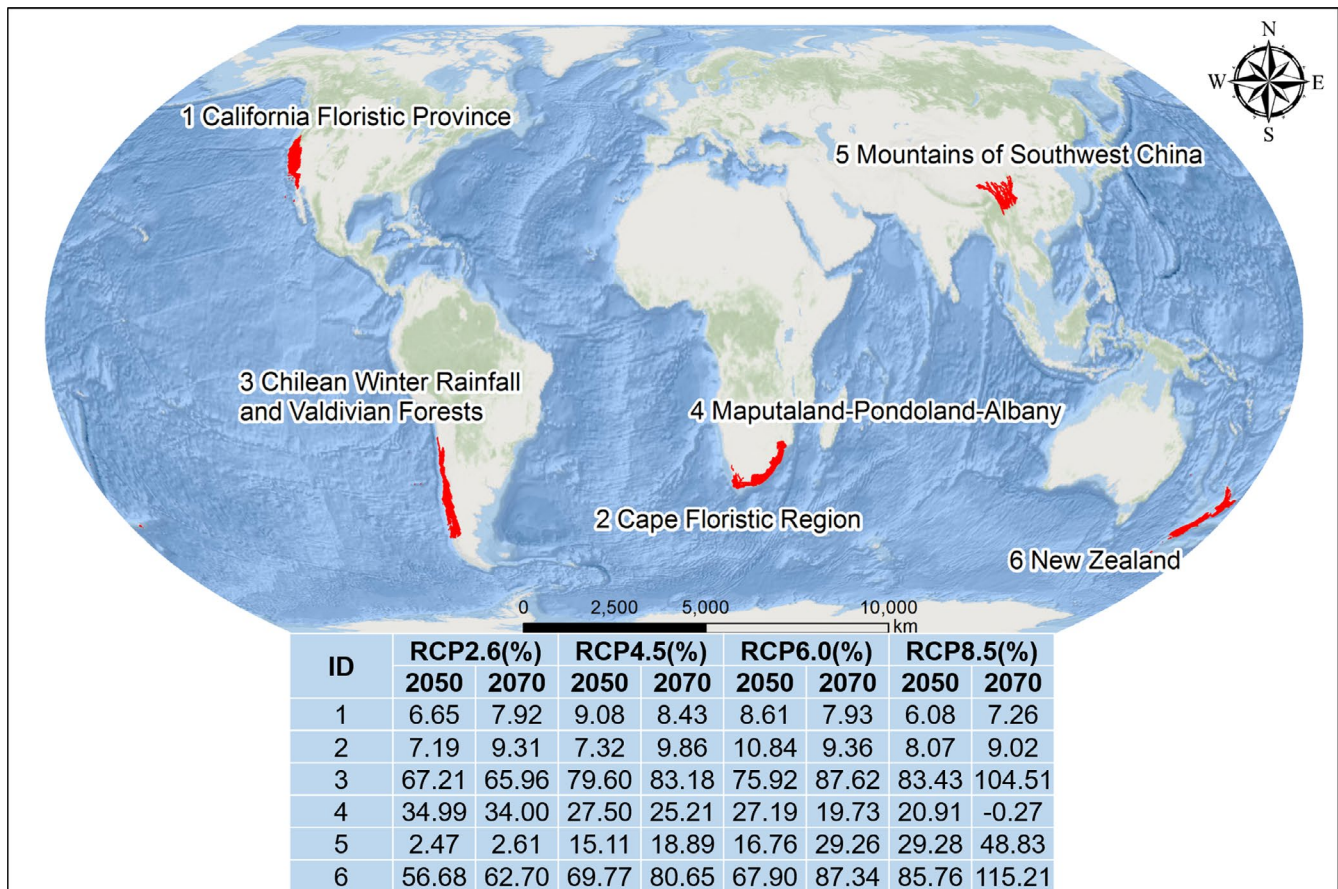 N
W E
S
1 California Floristic Province
5 Mountains of Southwest China
3 Chilean Winter Rainfall
and Valdivian Forests
4 Maputaland-Pondoland-Albany
2 Cape Floristic Region
6 New Zealand
0 2,500 5,000 10,000
km
ID RCP2.6(%) RCP4.5(%) RCP6.0(%) RCP8.5(%)
2050 2070 2050 2070 2050 2070 2050 2070
1 6.65 7.92 9.08 8.43 8.61 7.93 6.08 7.26
2 7.19 9.31 7.32 9.86 10.84 9.36 8.07 9.02
3 67.21 65.96 79.60 83.18 75.92 87.62 83.43 104.51
4 34.99 34.00 27.50 25.21 27.19 19.73 20.91 -0.27
5 2.47 2.61 15.11 18.89 16.76 29.26 29.28 48.83
6 56.68 62.70 69.77 80.65 67.90 87.34 85.76 115.21